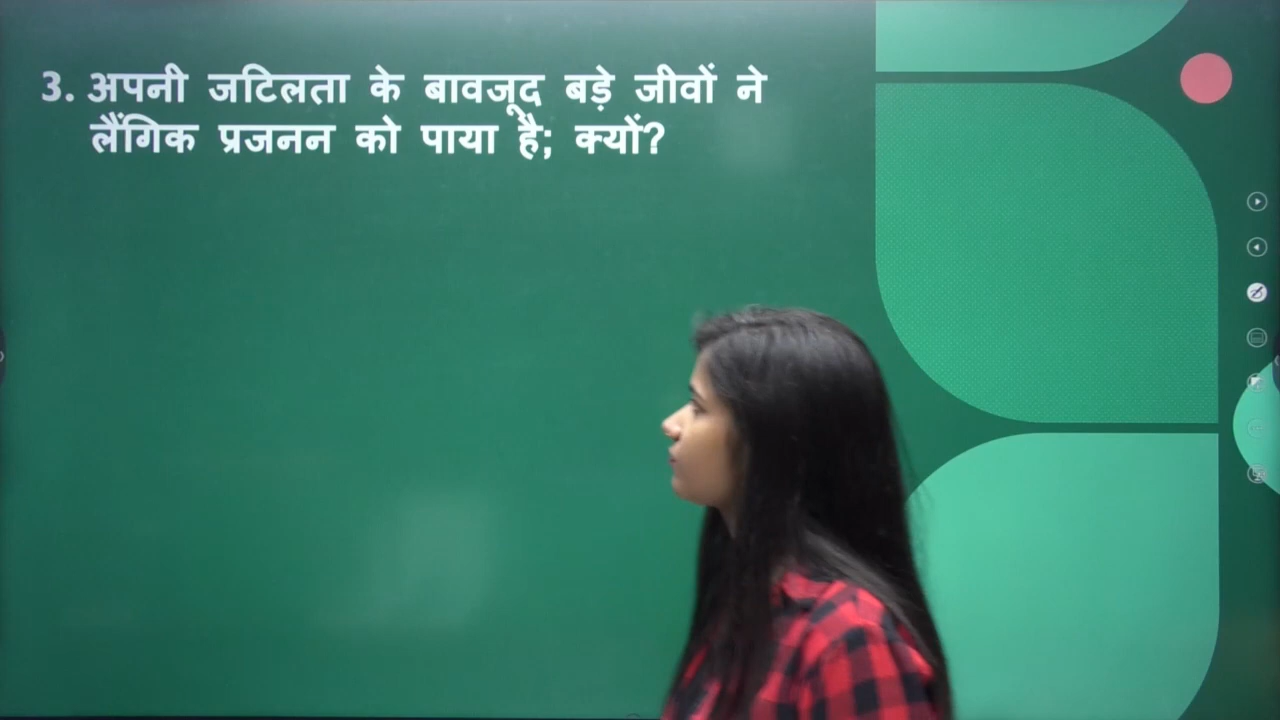 3. अपनी जटिलता के बावजूद बड़े जीवों ने
लैंगिक प्रजनन को पाया है; क्यों?